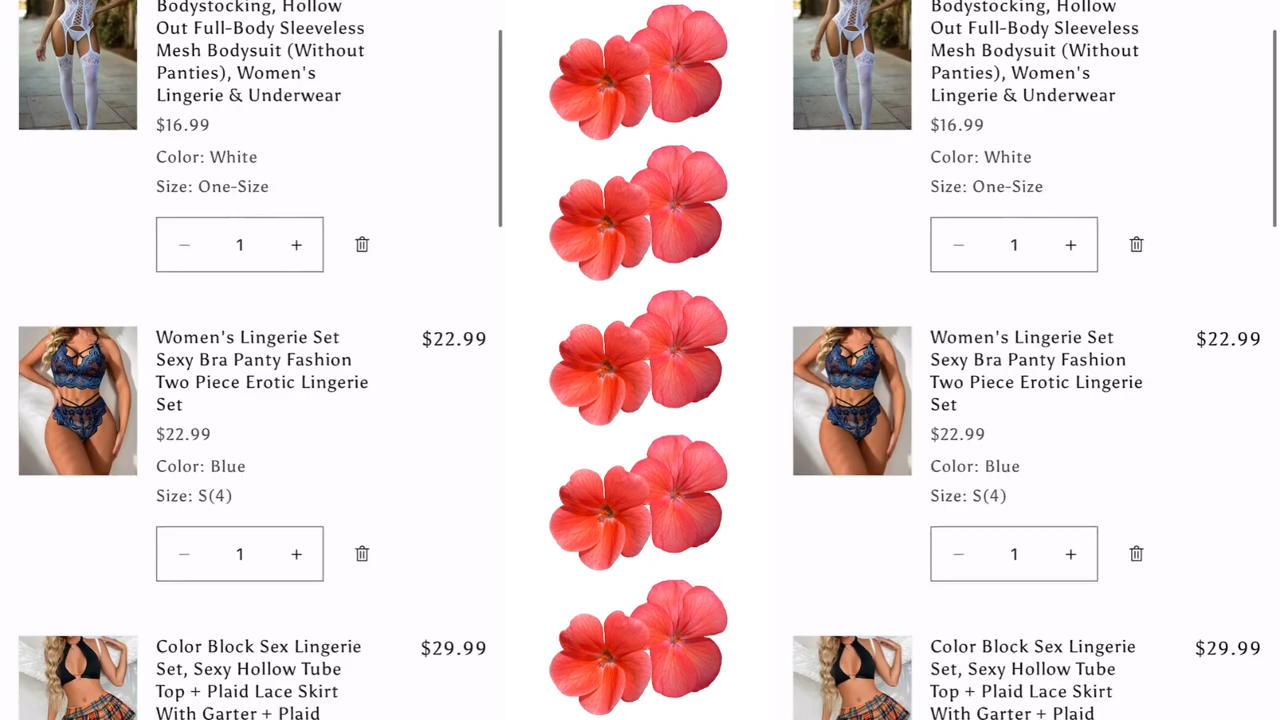 Bodystocking, Hollow
Out Full-Body Sleeveless
Mesh Bodysuit (Without
Panties), Women's
Lingerie & Underwear
$16.99
Color: White
Size: One-Size
− 1 +
Women's Lingerie Set
$22.99
Sexy Bra Panty Fashion
Two Piece Erotic Lingerie
Set
$22.99
Color: Blue
Size: S(4)
− 1 +
Color Block Sex Lingerie
$29.99
Set, Sexy Hollow Tube
Top + Plaid Lace Skirt
With Garter + Plaid
Bodystocking, Hollow
Out Full-Body Sleeveless
Mesh Bodysuit (Without
Panties), Women's
Lingerie & Underwear
$16.99
Color: White
Size: One-Size
− 1 +
Women's Lingerie Set
$22.99
Sexy Bra Panty Fashion
Two Piece Erotic Lingerie
Set
$22.99
Color: Blue
Size: S(4)
− 1 +
Color Block Sex Lingerie
$29.99
Set, Sexy Hollow Tube
Top + Plaid Lace Skirt
With Garter + Plaid